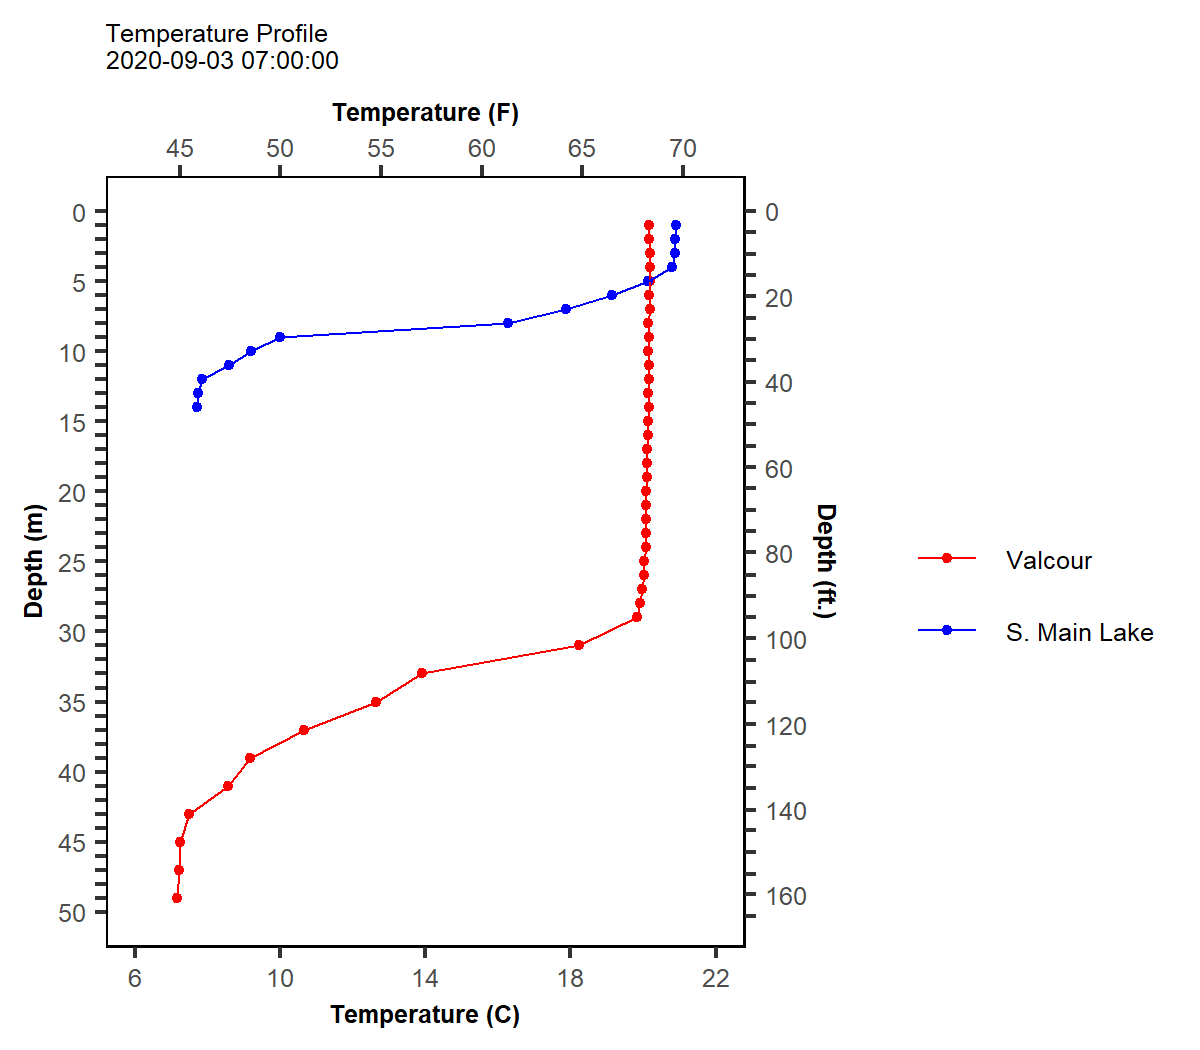 Temperature Profile
2020-09-03 07:00:00
Temperature (F)
45 50 55 60 65 70
0
5
10
15
20
25
30
35
40
45
50
Depth (m)
0
20
40
60
80
100
120
140
160
Depth (ft.)
Valcour
S. Main Lake
6 10 14 18 22
Temperature (C)